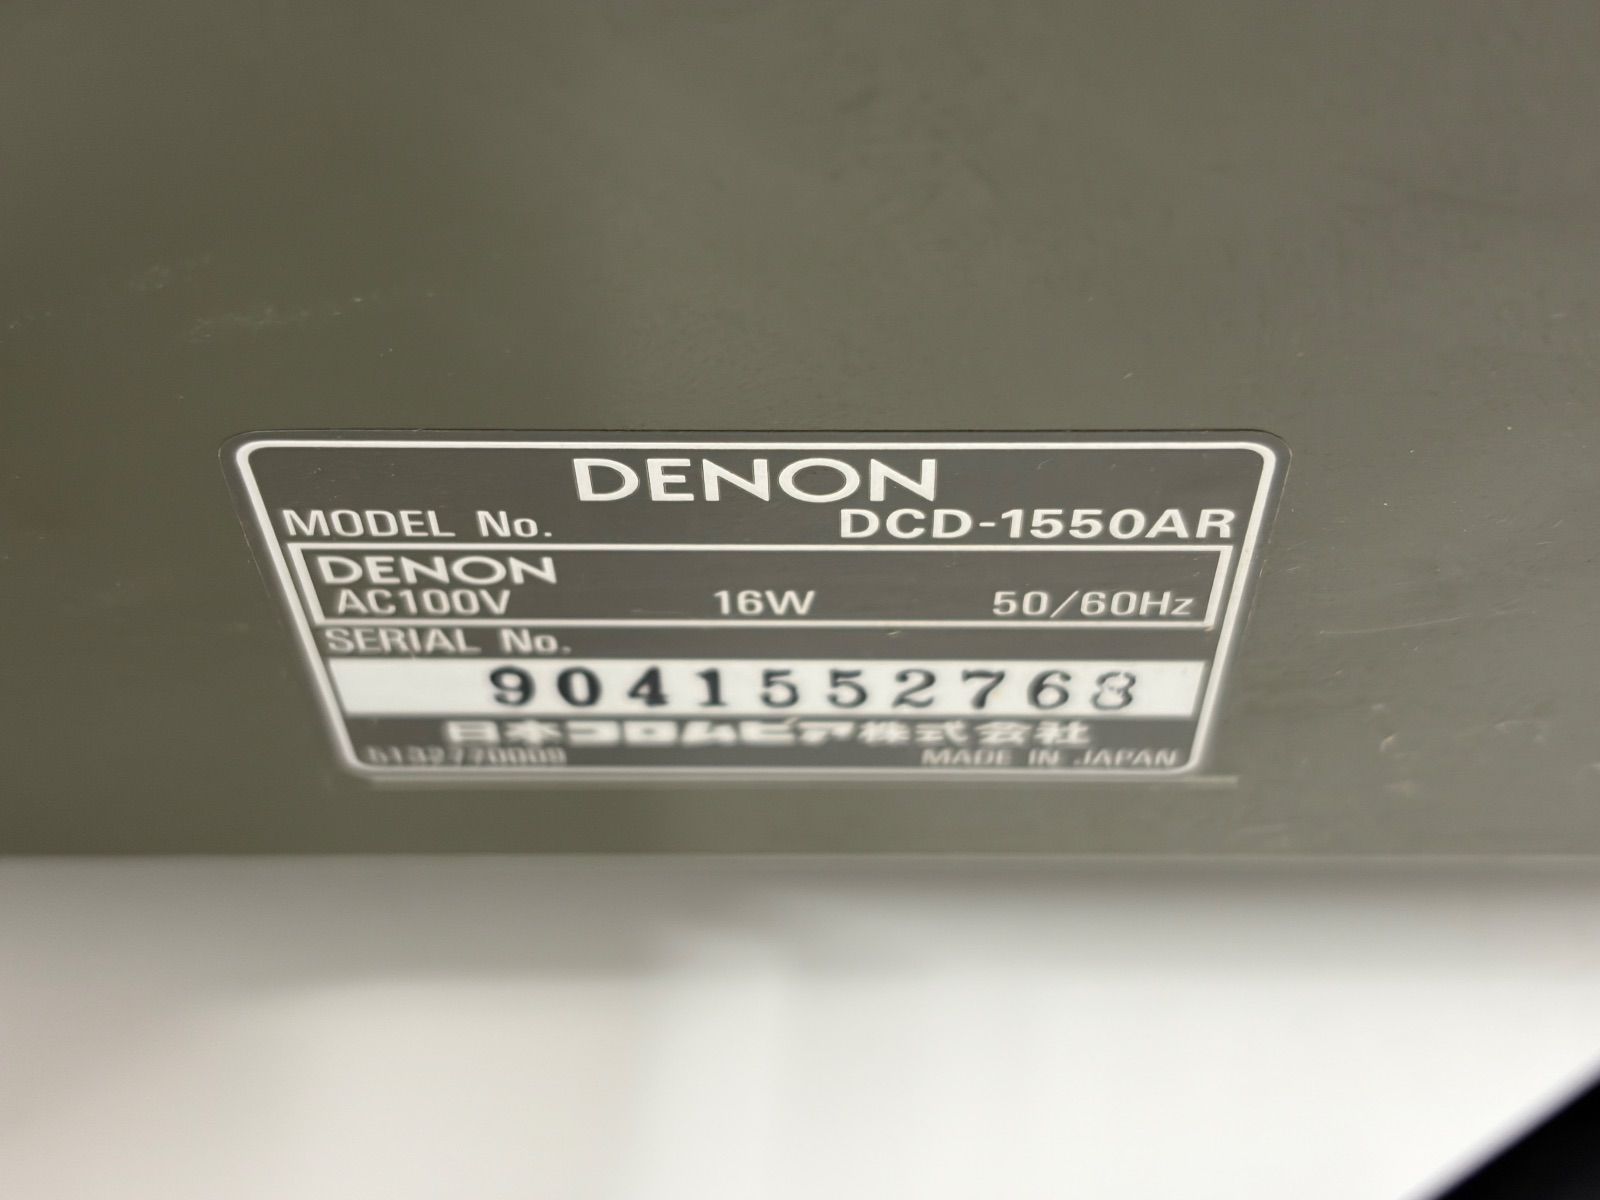 DENON
MODEL No. DCD-1550AR
DENON
AC100V 16W 50/60Hz
SERIAL No.
9041552768
日本コロムビア株式会社
5132770009 MADE IN JAPAN